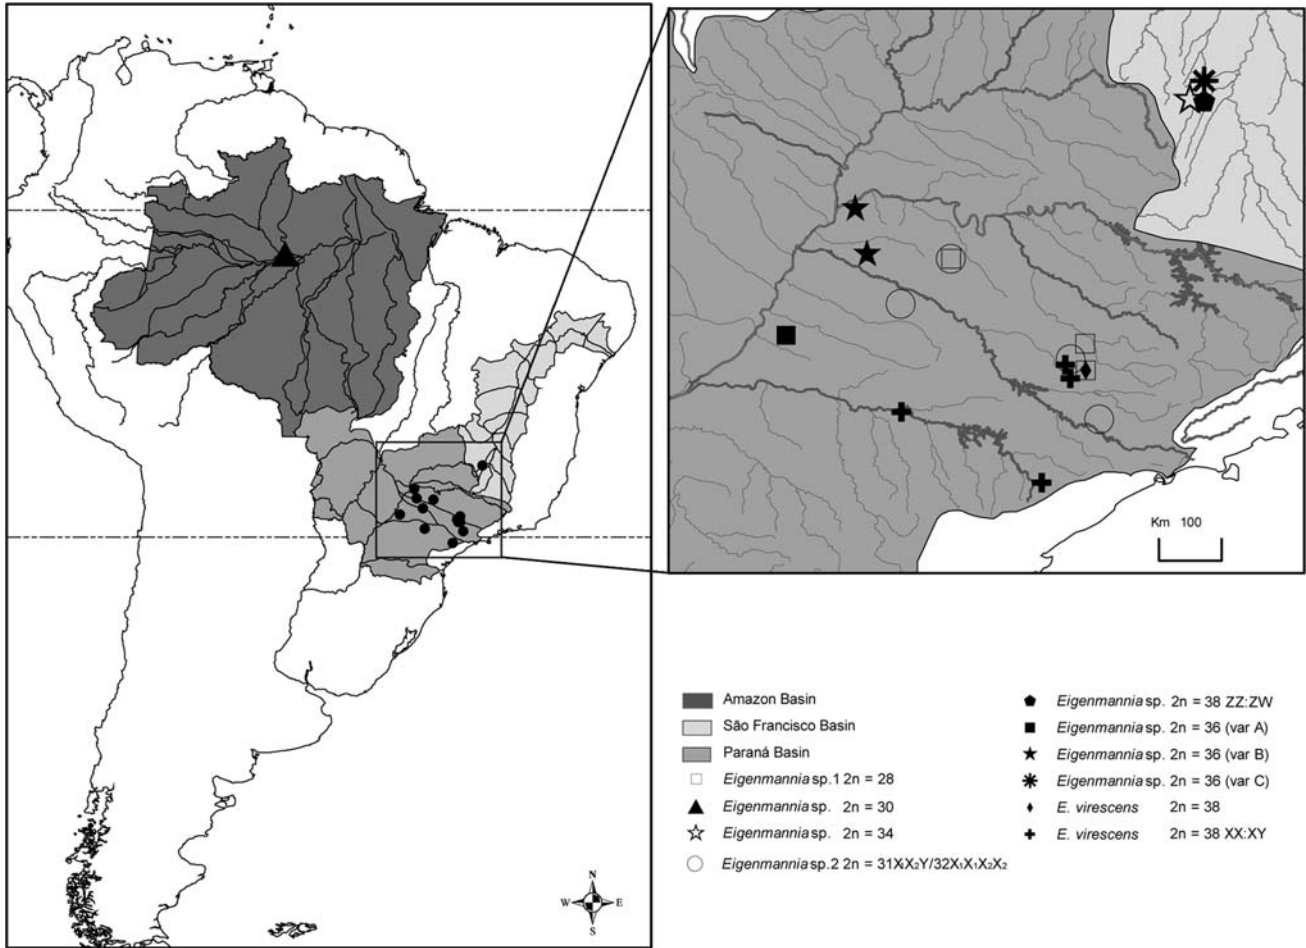 Km 100
N
W E
S
Amazon Basin
São Francisco Basin
Paraná Basin
Eigenmannia sp.1 2n = 28
Eigenmannia sp. 2n = 30
Eigenmannia sp. 2n = 34
Eigenmannia sp.2 2n = 31X₁X₂Y/32X₁X₁X₂X₂
Eigenmannia sp. 2n = 38 ZZ:ZW
Eigenmannia sp. 2n = 36 (var A)
Eigenmannia sp. 2n = 36 (var B)
Eigenmannia sp. 2n = 36 (var C)
E. virescens 2n = 38
E. virescens 2n = 38 XX:XY